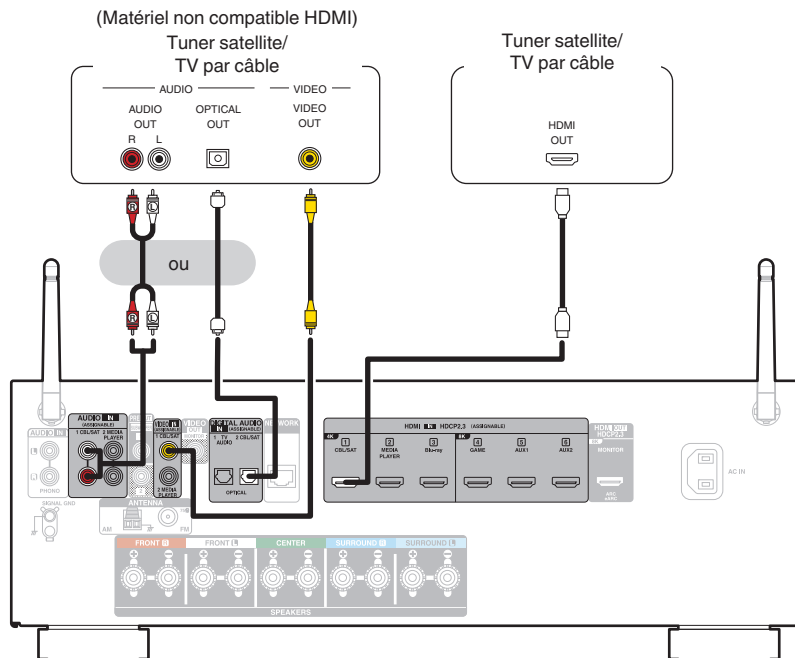 (Matériel non compatible HDMI)
Tuner satellite/
TV par câble
AUDIO
VIDEO
AUDIO
OUT
OPTICAL
OUT
VIDEO
OUT
R L
Tuner satellite/
TV par câble
HDMI
OUT
R L
ou
R L
AUDIO IN
(ASSIGNABLE)
1 CBL/SAT 2 MEDIA
PLAYER
AUDIO IN
L
R
PHONO
SIGNAL GND
VIDEO IN
(ASSIGNABLE)
1 CBL/SAT
2 MEDIA
PLAYER
VIDEO
OUT
MONITOR
DIGITAL AUDIO
IN (ASSIGNABLE)
1 TV
AUDIO
2 CBL/SAT
OPTICAL
NETWORK
ANTENNA
AM
FM
HDMI IN HDCP2.3 (ASSIGNABLE)
4K
8K
1
CBL/SAT
2
MEDIA
PLAYER
3
Blu-ray
4
GAME
5
AUX1
6
AUX2
HDMI OUT
HDCP2.3
8K
MONITOR
ARC
eARC
AC IN
FRONT R
FRONT L
CENTER
SURROUND R
SURROUND L
SPEAKERS